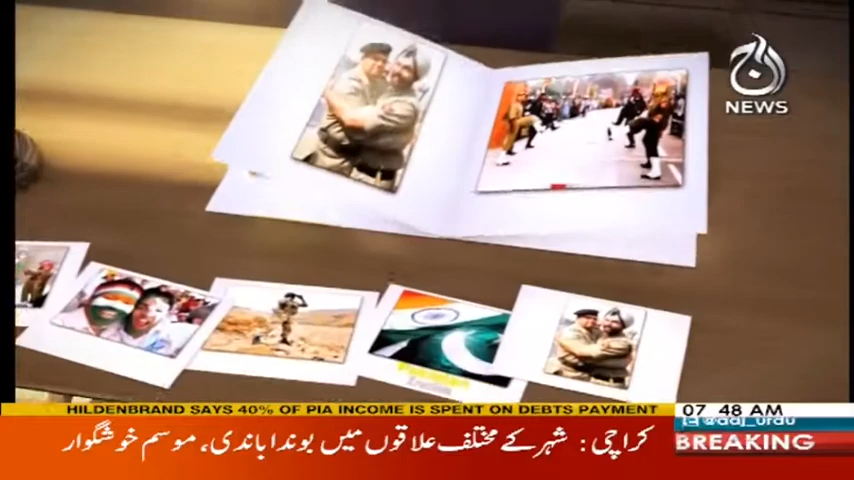 آج
NEWS
HILDENBRAND SAYS 40% OF PIA INCOME IS SPENT ON DEBTS PAYMENT
07 48 AM
@aaj_urdu
BREAKING
کراچی: شہر کے مختلف علاقوں میں بوندا باندی، موسم خوشگوار